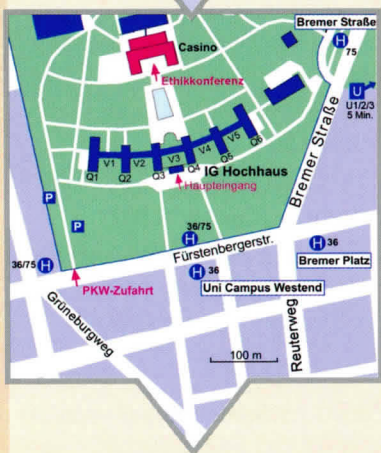 Bremer Straße
H
75
Casino
Ethikkonferenz
U
U1/2/3
5 Min.
Bremer Straße
V1
V2
V3
V4
V5
Q1
Q2
Q3
Q4
Q5
Q6
IG Hochhaus
Haupteingang
P
P
36/75
H
Fürstenbergerstr.
H
36
Bremer Platz
36/75
H
H
36
Uni Campus Westend
PKW-Zufahrt
Grüneburgweg
Reuterweg
100 m